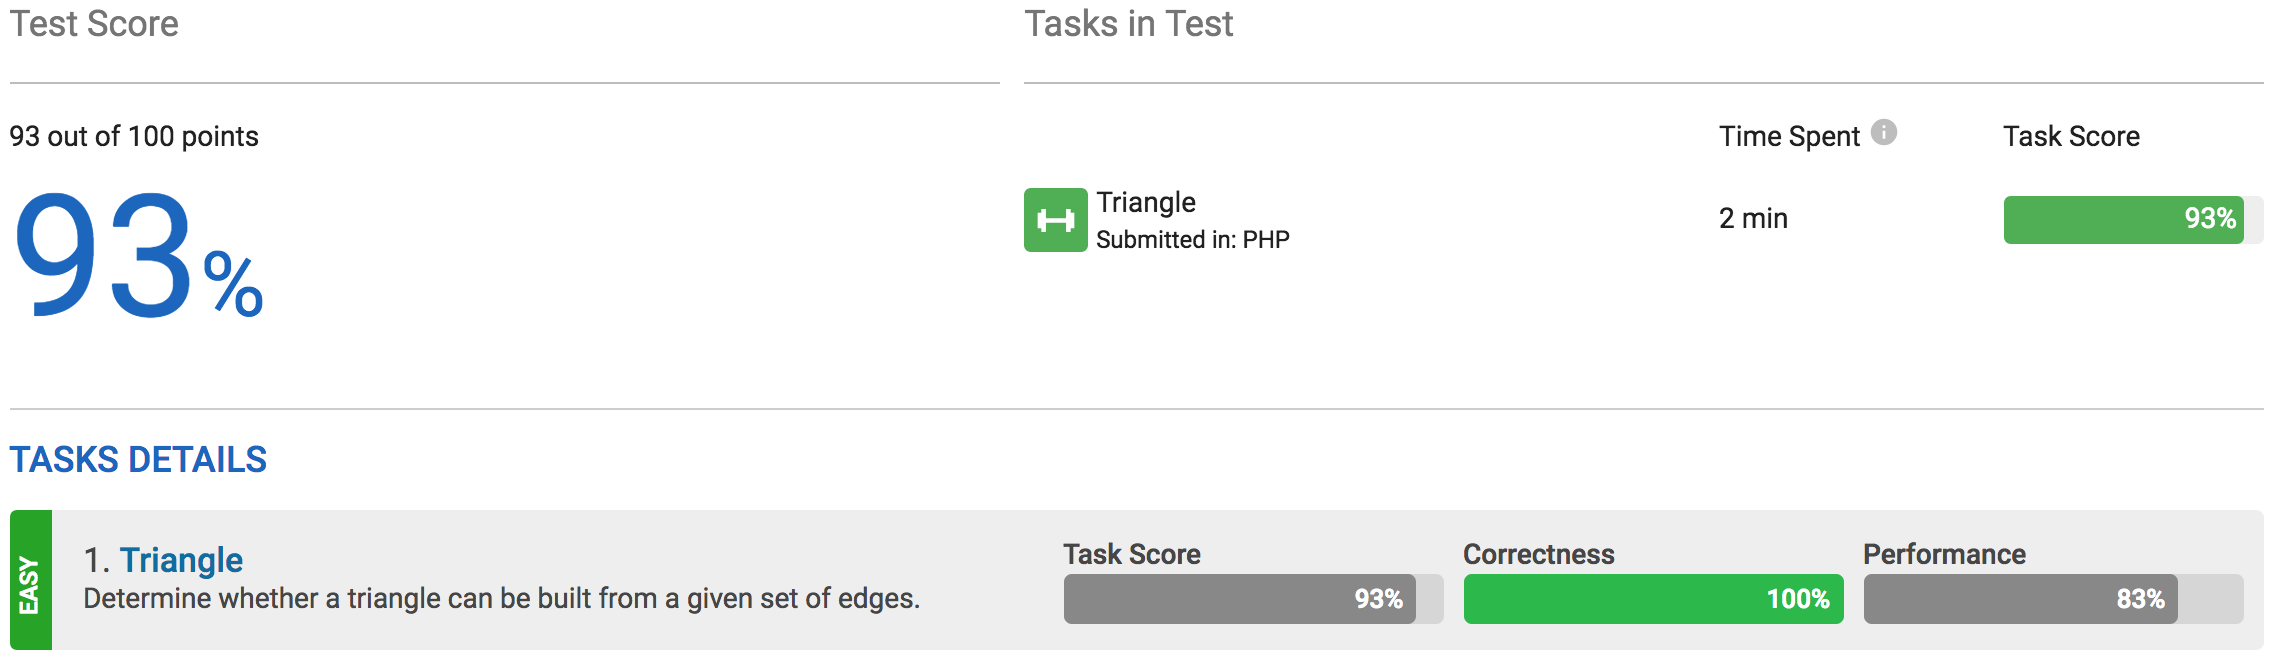 Test Score
Tasks in Test
93 out of 100 points
Time Spent
Task Score
93%
Triangle
Submitted in: PHP
2 min
93%
TASKS DETAILS
EASY
1. Triangle
Determine whether a triangle can be built from a given set of edges.
Task Score
93%
Correctness
100%
Performance
83%